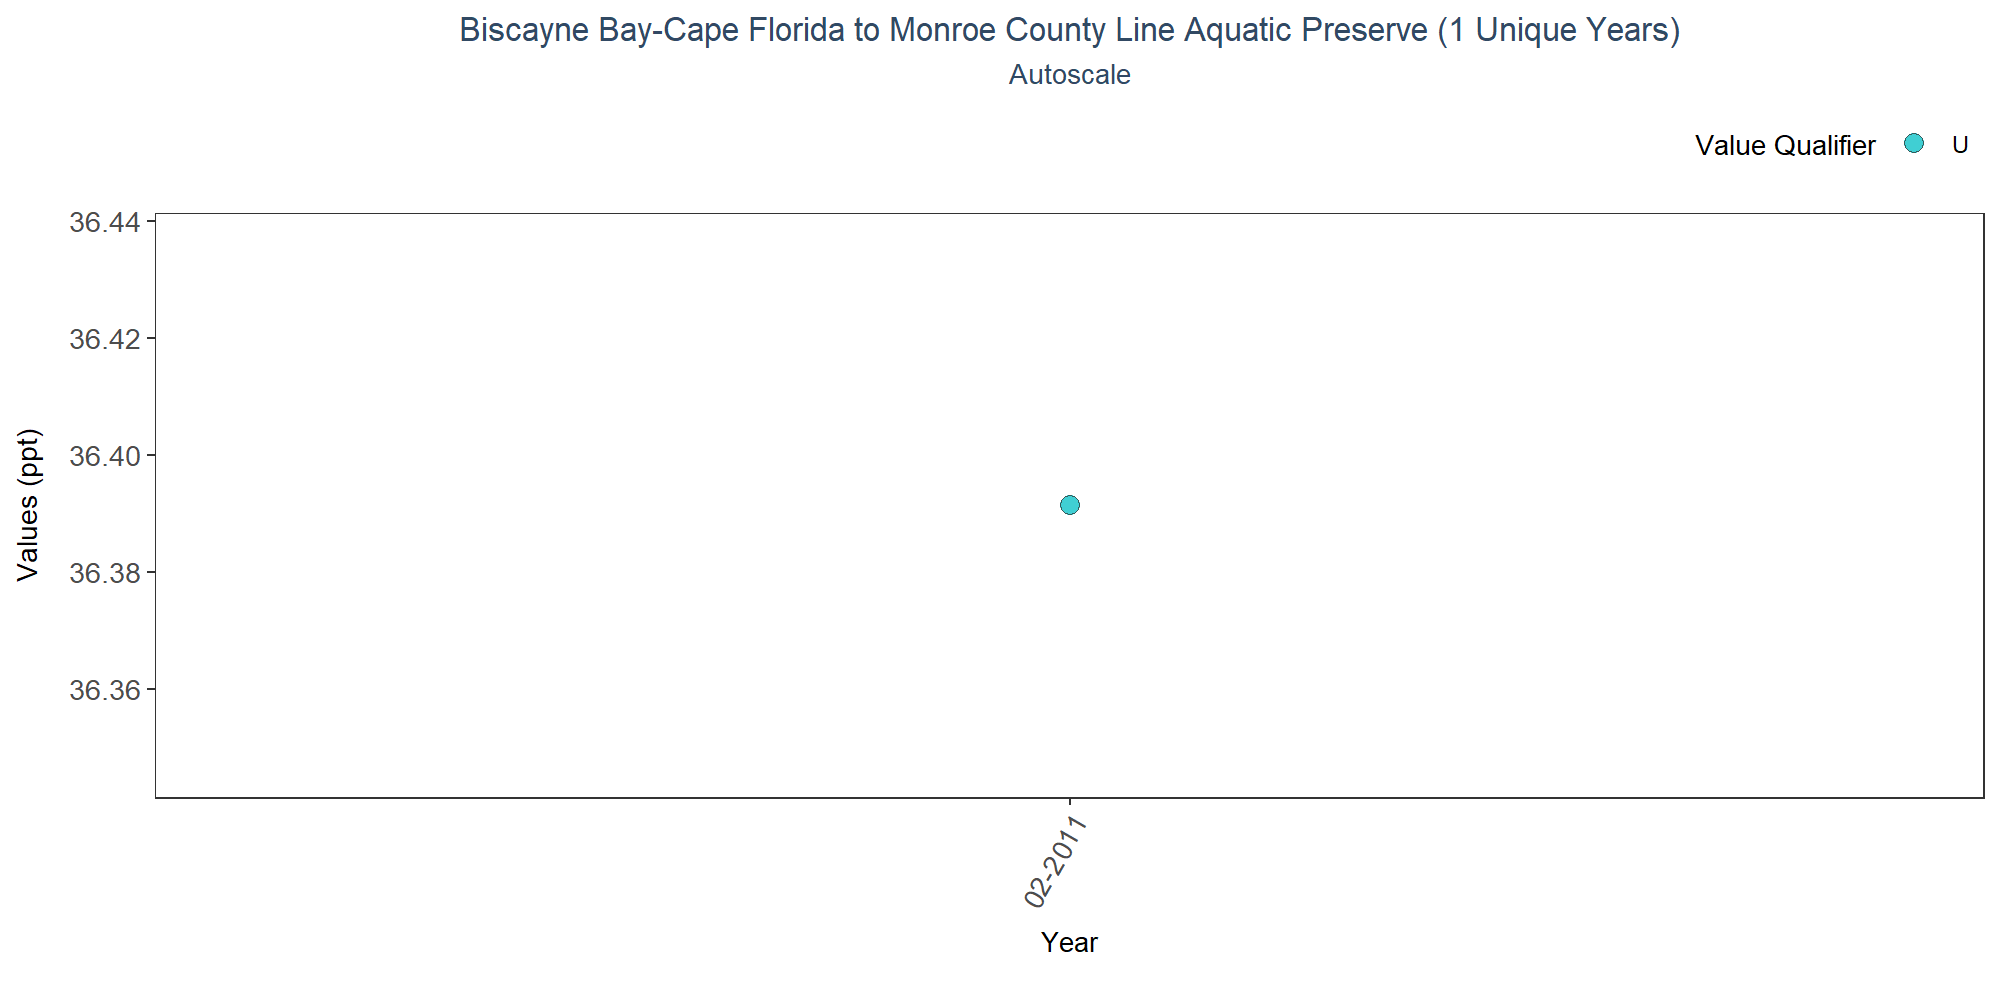 Biscayne Bay-Cape Florida to Monroe County Line Aquatic Preserve (1 Unique Years)
Autoscale
Value Qualifier U
36.44
36.42
36.40
36.38
36.36
Values (ppt)
02-2011
Year